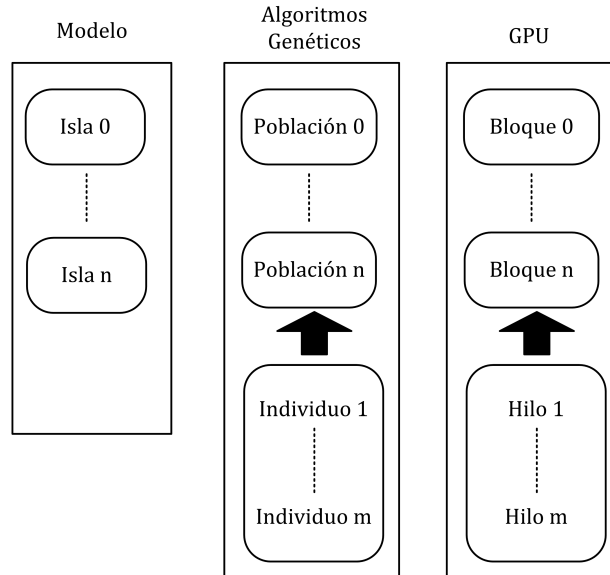 Modelo
Isla 0
Isla n
Algoritmos
Genéticos
Población 0
Población n
Individuo 1
Individuo m
GPU
Bloque 0
Bloque n
Hilo 1
Hilo m